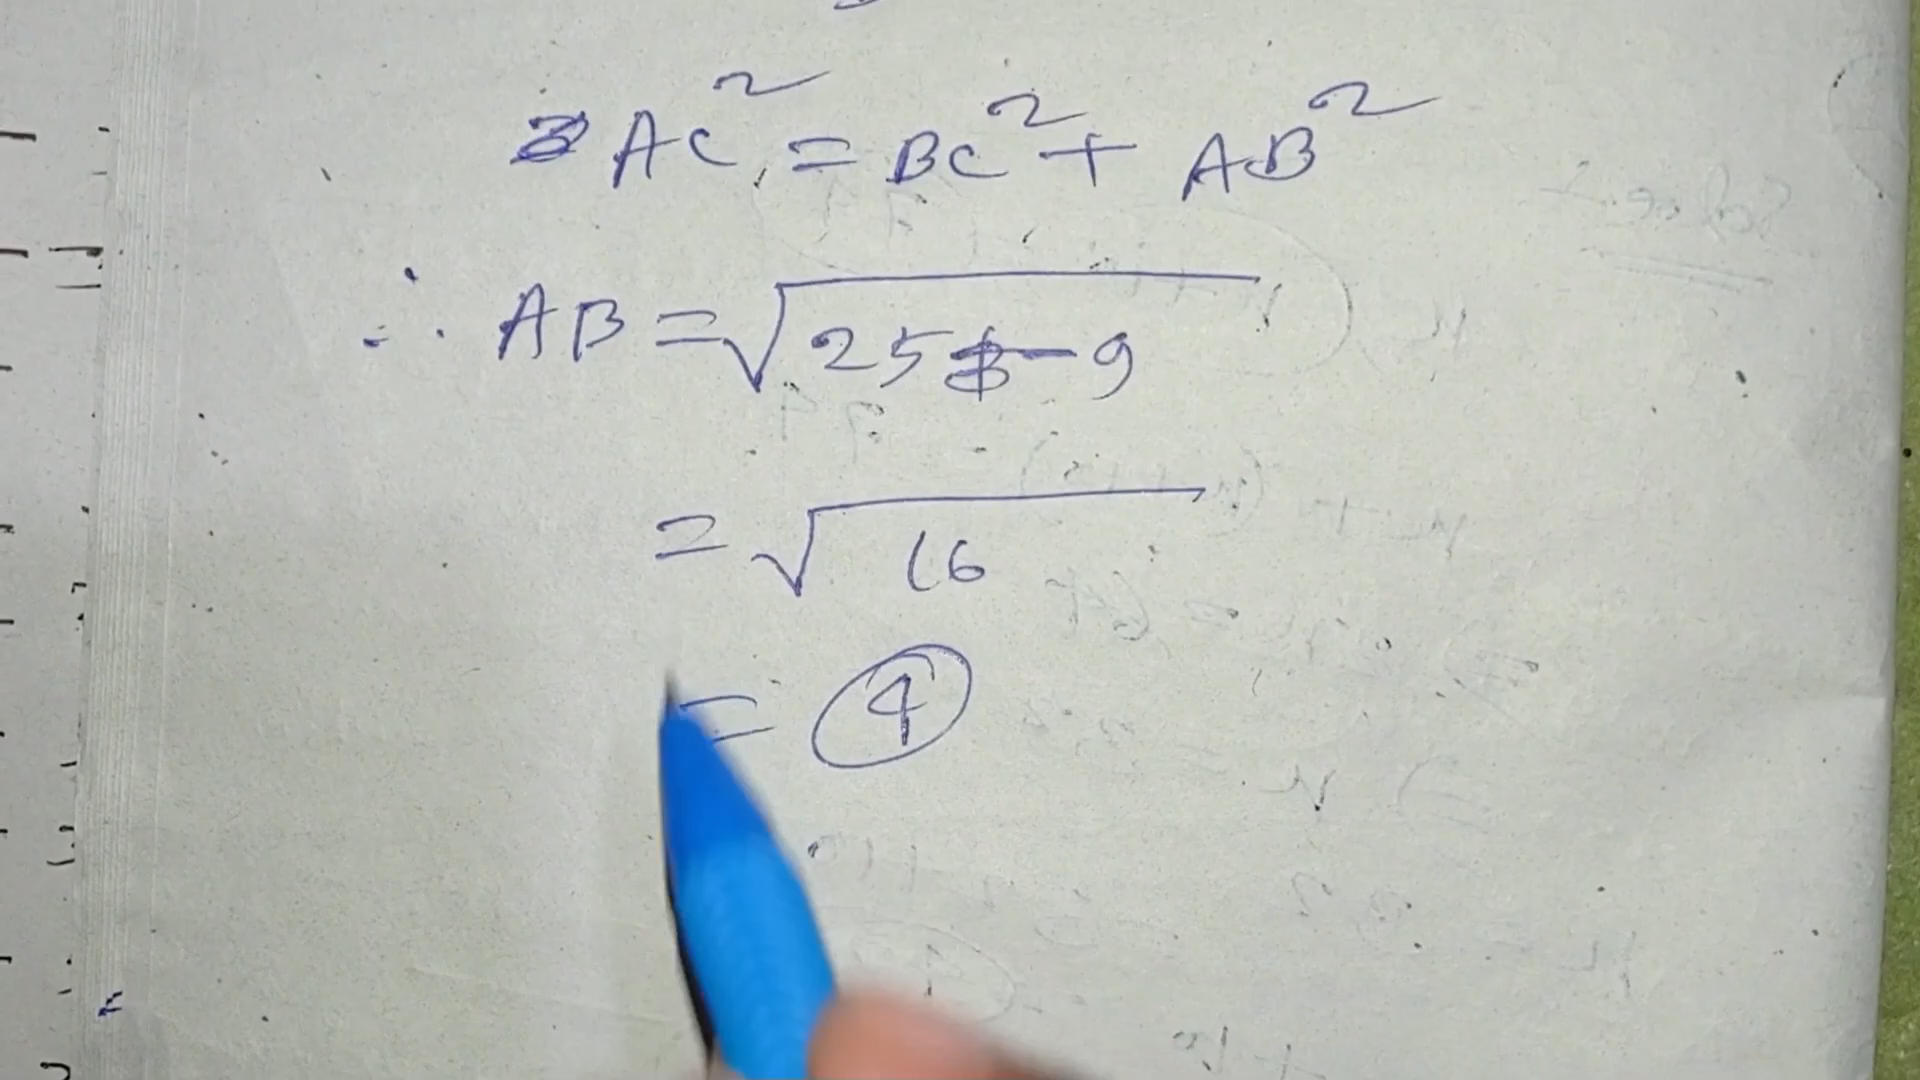 AC² = BC² + AB²
∴ AB = √25 - 9
= √16
= 4